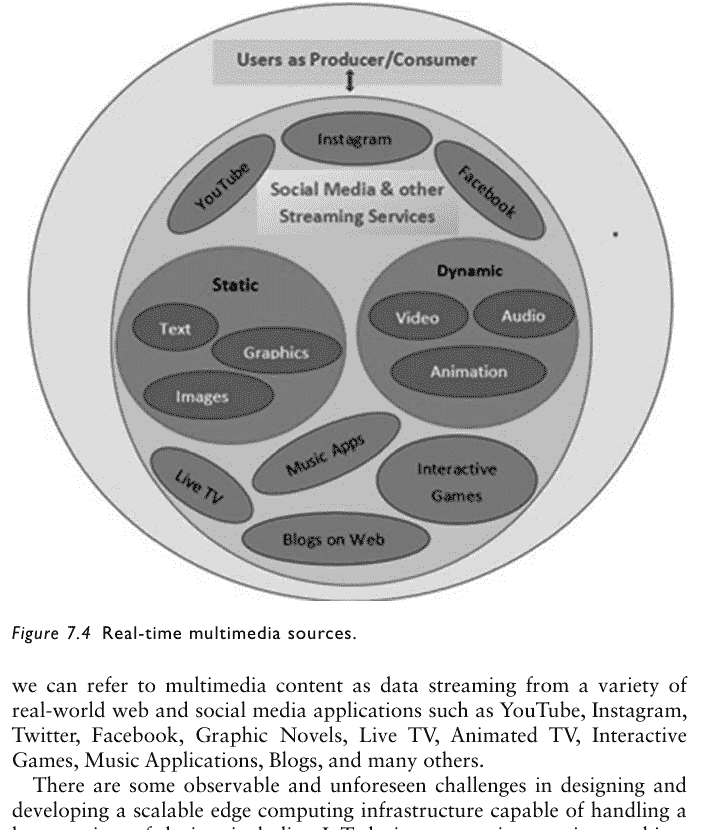 Users as Producer/Consumer
Instagram
YouTube
Facebook
Social Media & other
Streaming Services
Static
Text
Graphics
Images
Dynamic
Video
Audio
Animation
Music Apps
Live TV
Interactive
Games
Blogs on Web
Figure 7.4 Real-time multimedia sources.
we can refer to multimedia content as data streaming from a variety of
real-world web and social media applications such as YouTube, Instagram,
Twitter, Facebook, Graphic Novels, Live TV, Animated TV, Interactive
Games, Music Applications, Blogs, and many others.
There are some observable and unforeseen challenges in designing and
developing a scalable edge computing infrastructure capable of handling a